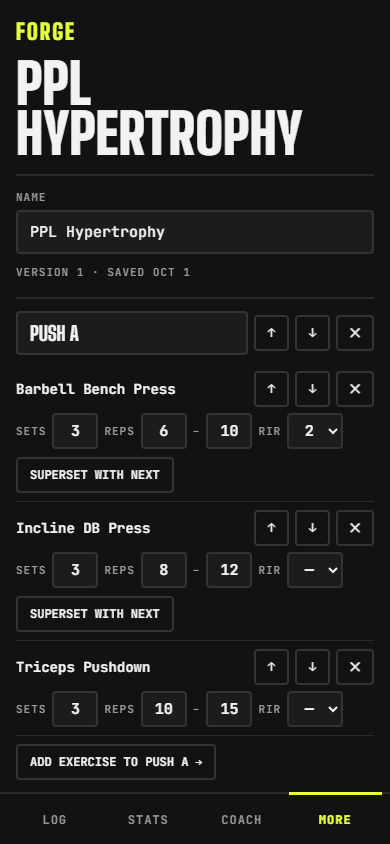 FORGE
PPL
HYPERTROPHY
NAME
PPL Hypertrophy
VERSION 1 · SAVED OCT 1
PUSH A ↑ ↓ ✕
Barbell Bench Press ↑ ↓ ✕
SETS 3 REPS 6 – 10 RIR 2
SUPERSET WITH NEXT
Incline DB Press ↑ ↓ ✕
SETS 3 REPS 8 – 12 RIR —
SUPERSET WITH NEXT
Triceps Pushdown ↑ ↓ ✕
SETS 3 REPS 10 – 15 RIR —
ADD EXERCISE TO PUSH A →
LOG STATS COACH MORE